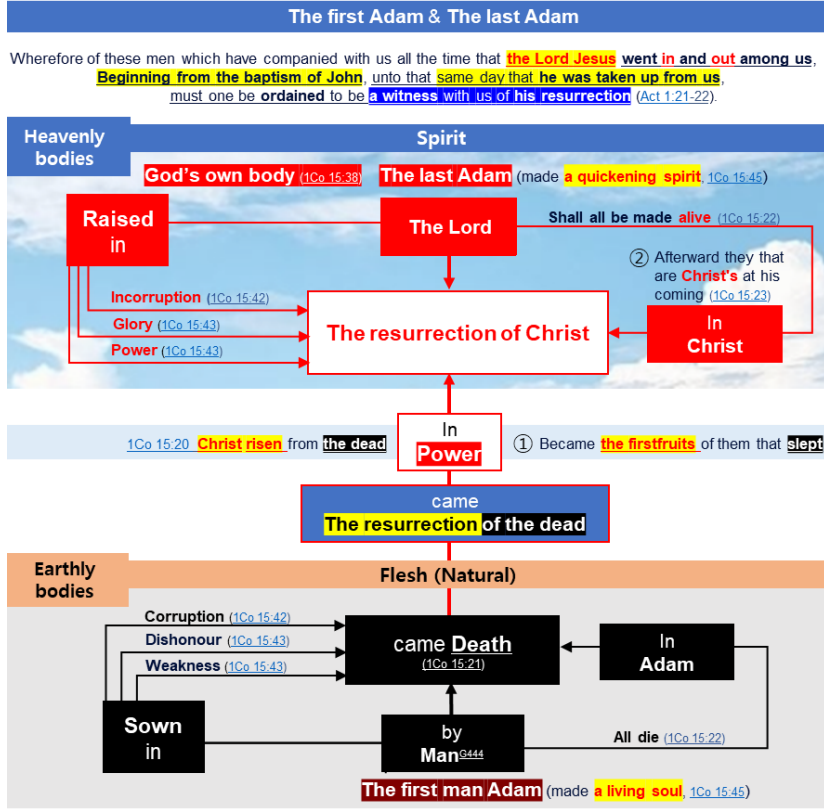 The first Adam & The last Adam
Wherefore of these men which have companied with us all the time that the Lord Jesus went in and out among us,
Beginning from the baptism of John, unto that same day that he was taken up from us,
must one be ordained to be a witness with us of his resurrection (Act 1:21-22).
Heavenly
bodies
Spirit
God's own body (1Co 15:38)
The last Adam (made a quickening spirit, 1Co 15:45)
Raised
in
The Lord
Shall all be made alive (1Co 15:22)
② Afterward they that
are Christ's at his
coming (1Co 15:23)
Incorruption (1Co 15:42)
Glory (1Co 15:43)
Power (1Co 15:43)
The resurrection of Christ
In
Christ
In
Power
1Co 15:20 Christ risen from the dead
① Became the firstfruits of them that slept
came
The resurrection of the dead
Earthly
bodies
Flesh (Natural)
Corruption (1Co 15:42)
Dishonour (1Co 15:43)
Weakness (1Co 15:43)
came Death
(1Co 15:21)
In
Adam
Sown
in
by
Man G444
All die (1Co 15:22)
The first man Adam (made a living soul, 1Co 15:45)